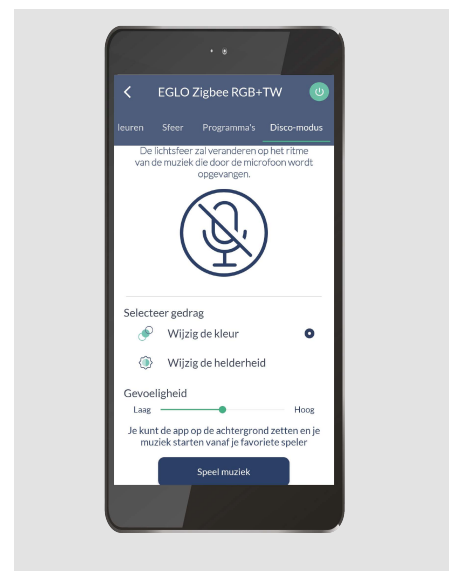 EGLO Zigbee RGB+TW
leuren Sfeer Programma's Disco-modus
De lichtsfeer zal veranderen op het ritme
van de muziek die door de microfoon wordt
opgevangen.
Selecteer gedrag
Wijzig de kleur
Wijzig de helderheid
Gevoeligheid
Laag Hoog
Je kunt de app op de achtergrond zetten en je
muziek starten vanaf je favoriete speler
Speel muziek